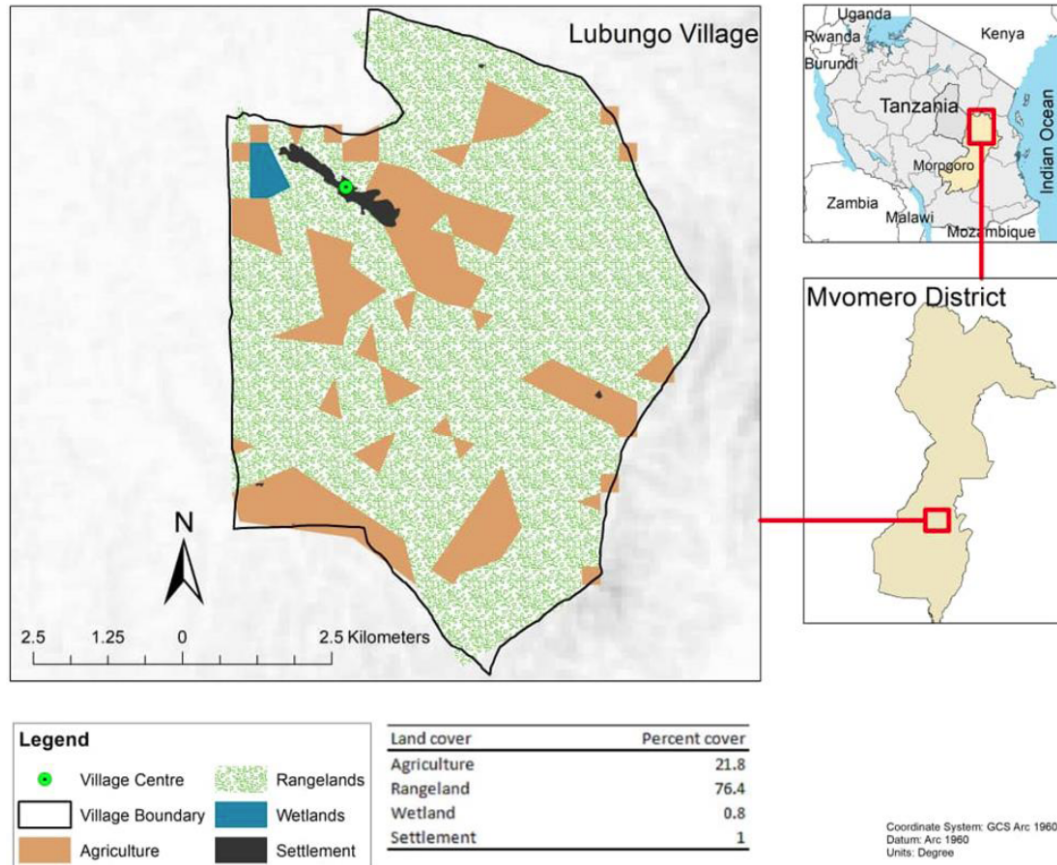 Lubungo Village
N
2.5 1.25 0 2.5 Kilometers
Uganda
Rwanda
Burundi
Kenya
Tanzania
Morogoro
Zambia
Malawi
Mozambique
Indian Ocean
Mvomero District
Legend
Village Centre
Village Boundary
Agriculture
Rangelands
Wetlands
Settlement
Land cover Percent cover
Agriculture 21.8
Rangeland 76.4
Wetland 0.8
Settlement 1
Coordinate System: GCS Arc 1960
Datum: Arc 1960
Units: Degree